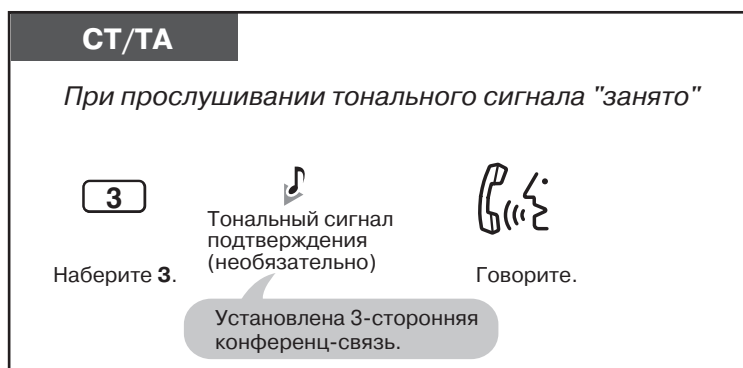 СТ/ТА
При прослушивании тонального сигнала "занято"
3
Тональный сигнал
подтверждения
(необязательно)
Наберите 3.
Говорите.
Установлена 3-сторонняя
конференц-связь.